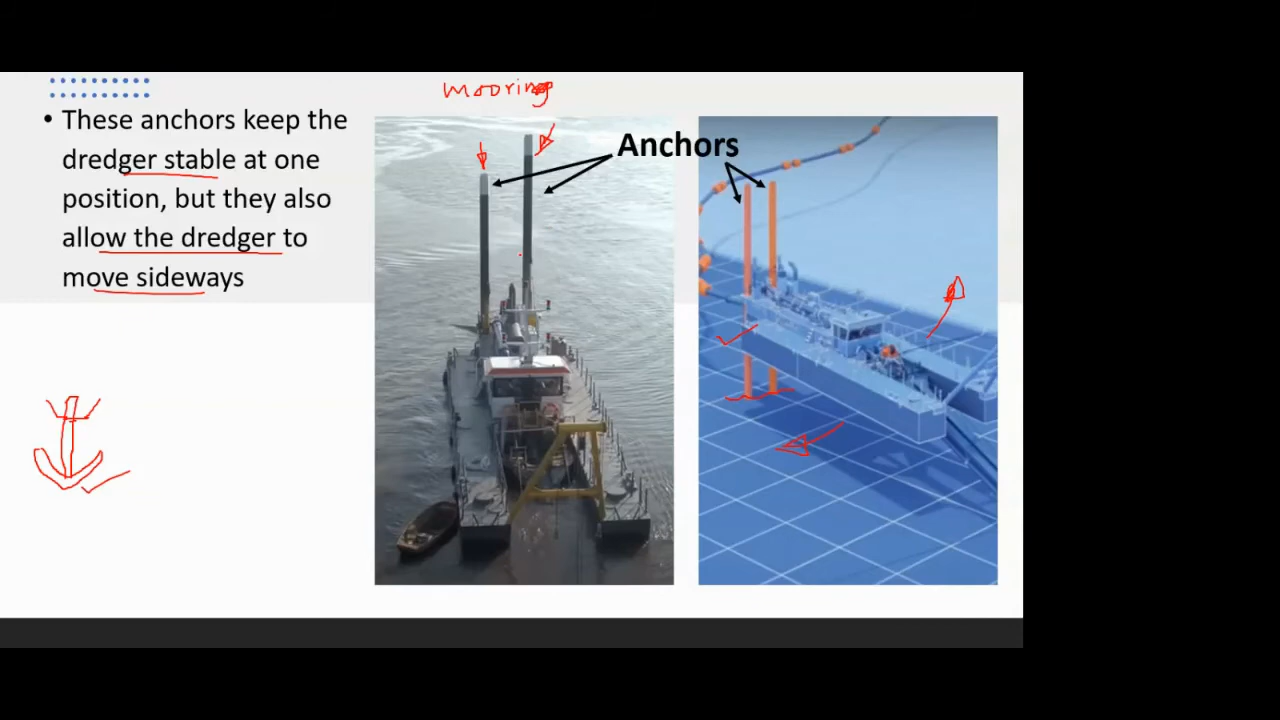 mooring
• These anchors keep the
dredger stable at one
position, but they also
allow the dredger to
move sideways
Anchors